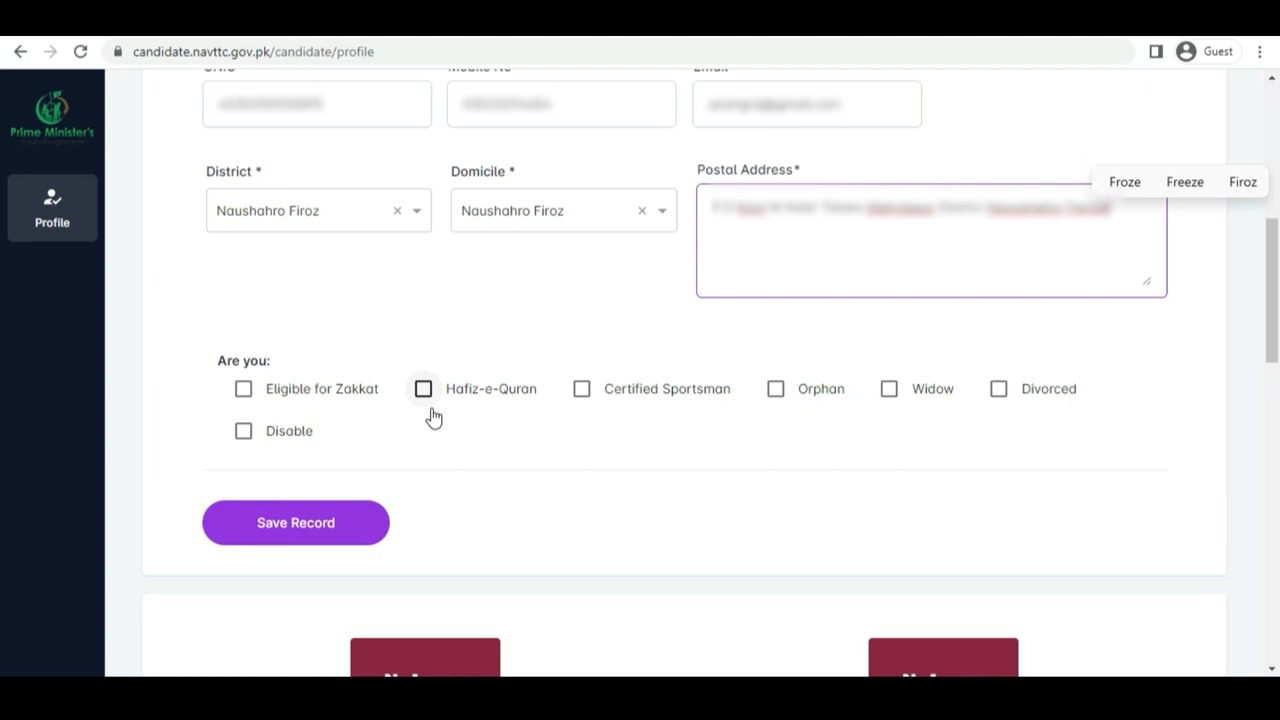 candidate.navttc.gov.pk/candidate/profile
Guest
Prime Minister's
Profile
District *
Domicile *
Postal Address*
Froze Freeze Firoz
Naushahro Firoz
Naushahro Firoz
Are you:
Eligible for Zakkat
Hafiz-e-Quran
Certified Sportsman
Orphan
Widow
Divorced
Disable
Save Record